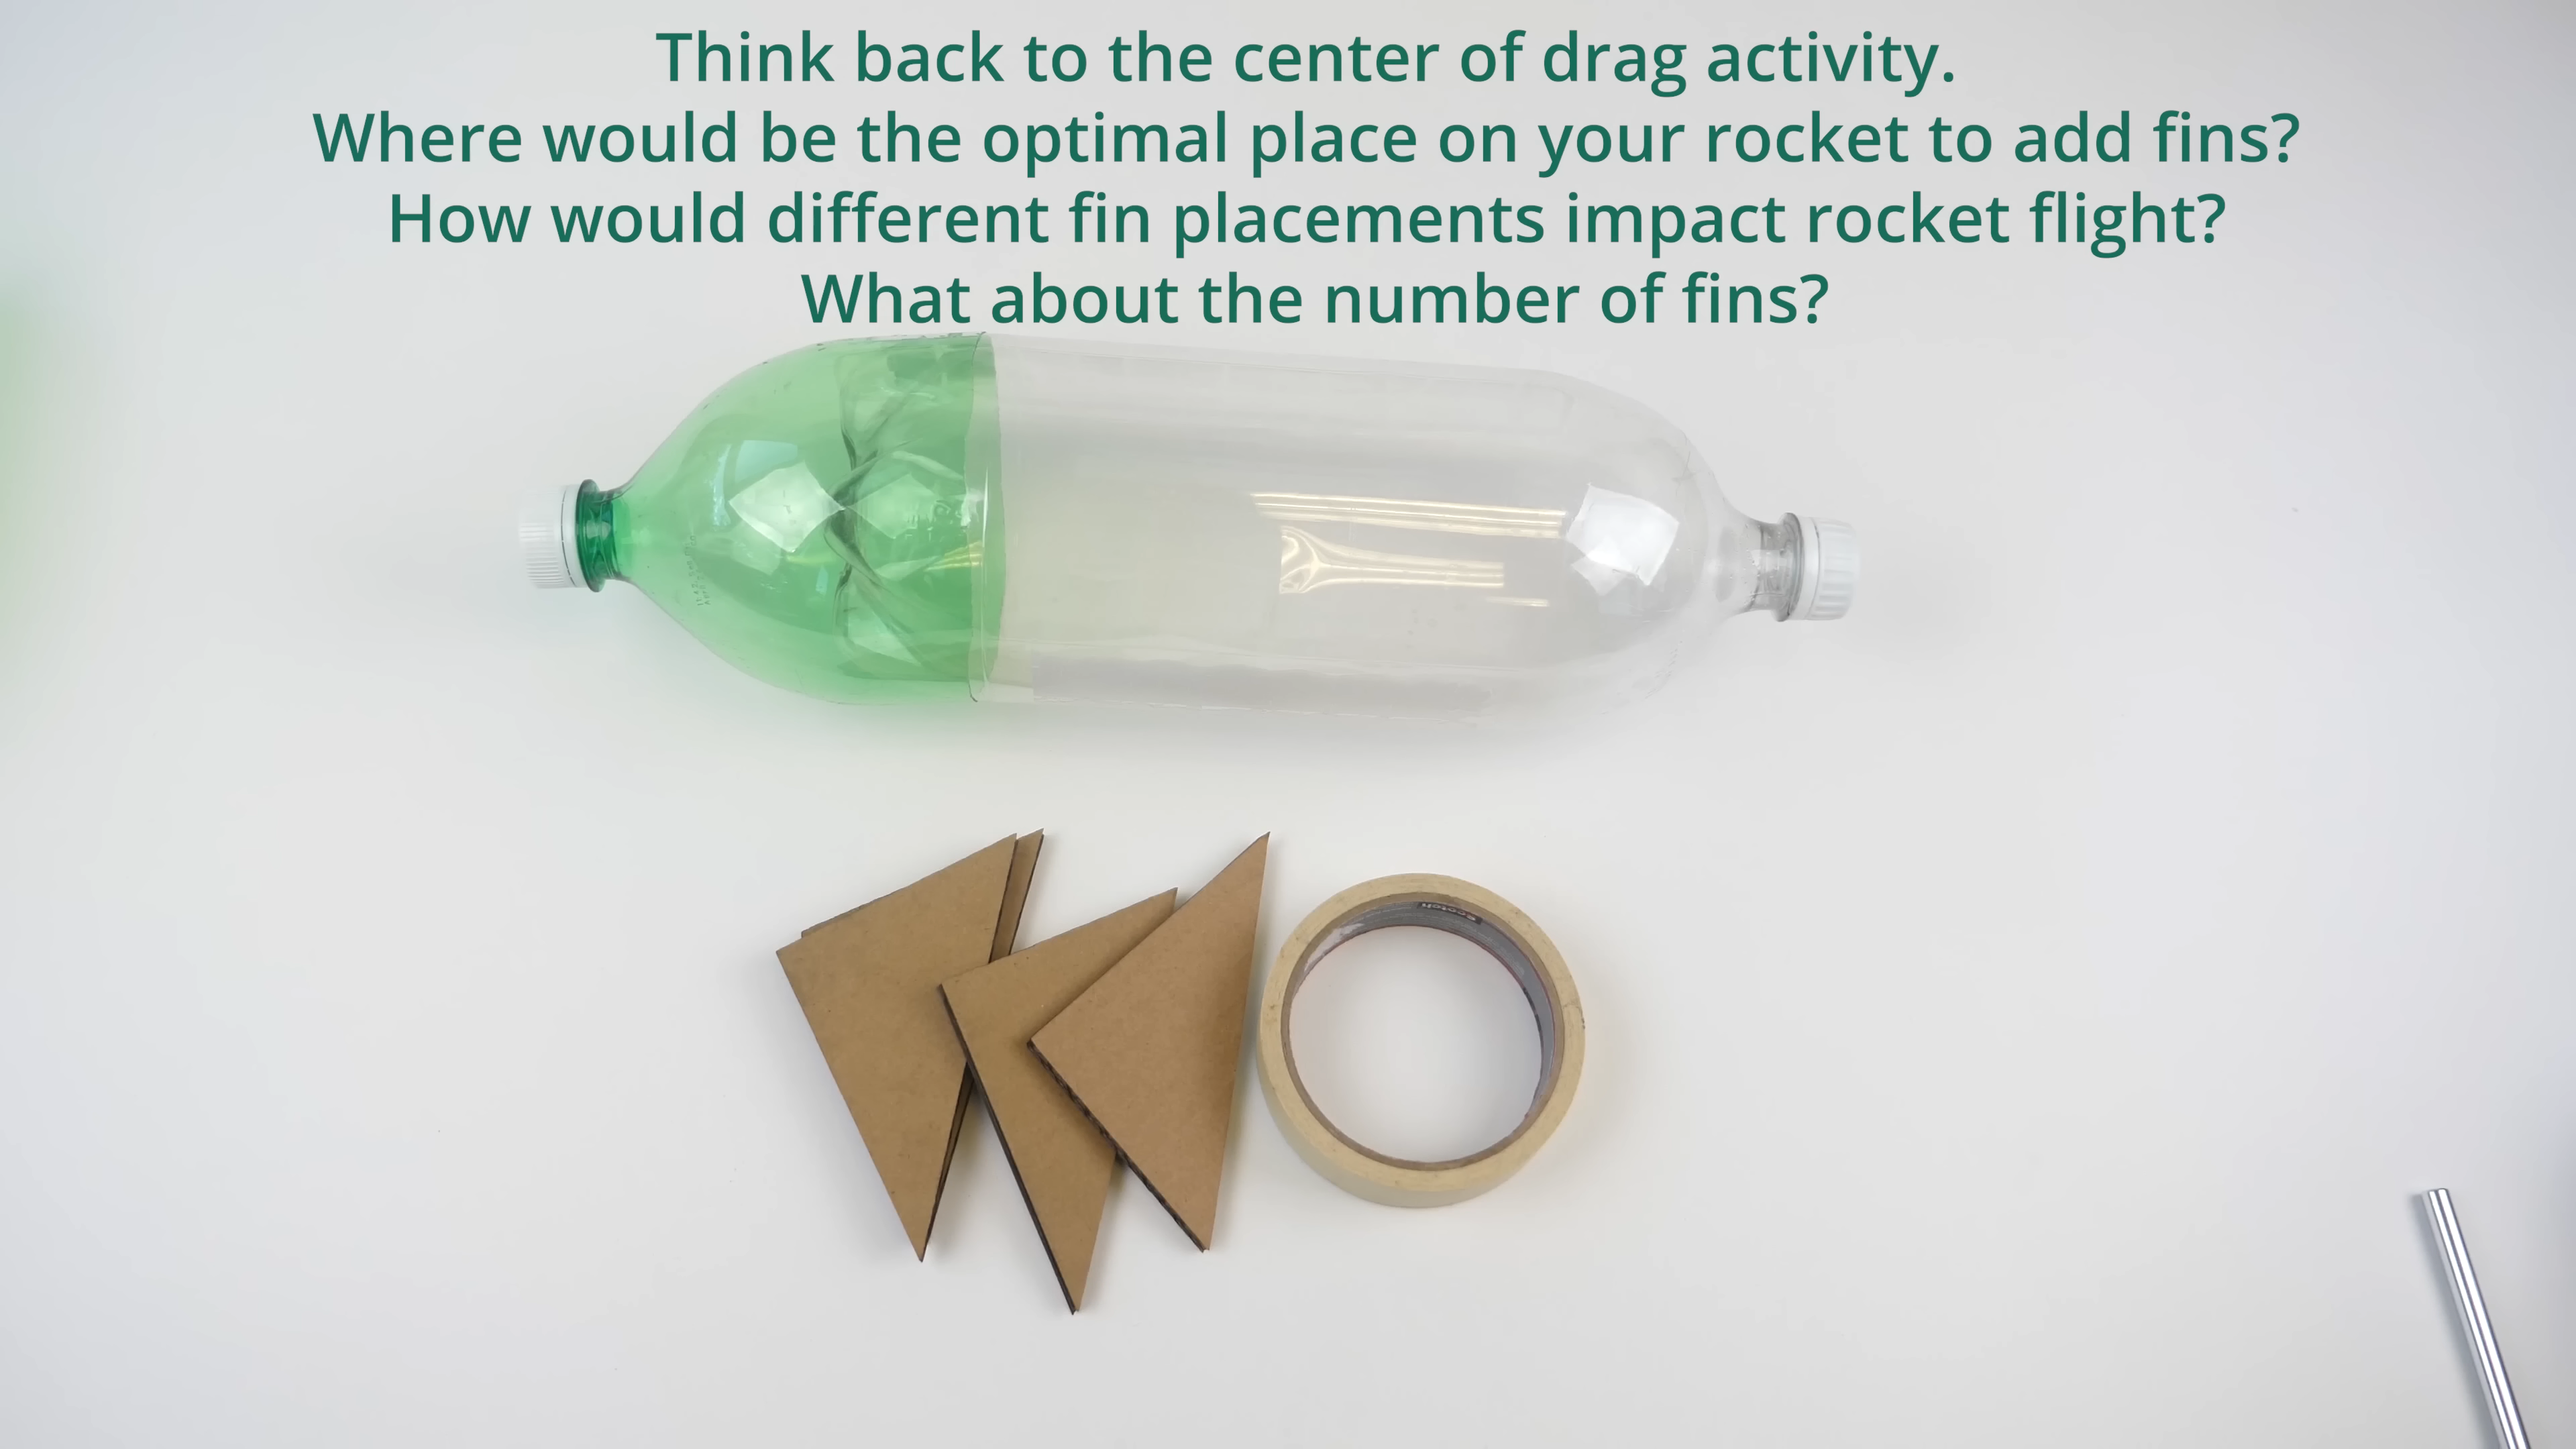 Think back to the center of drag activity.
Where would be the optimal place on your rocket to add fins?
How would different fin placements impact rocket flight?
What about the number of fins?
Scotch